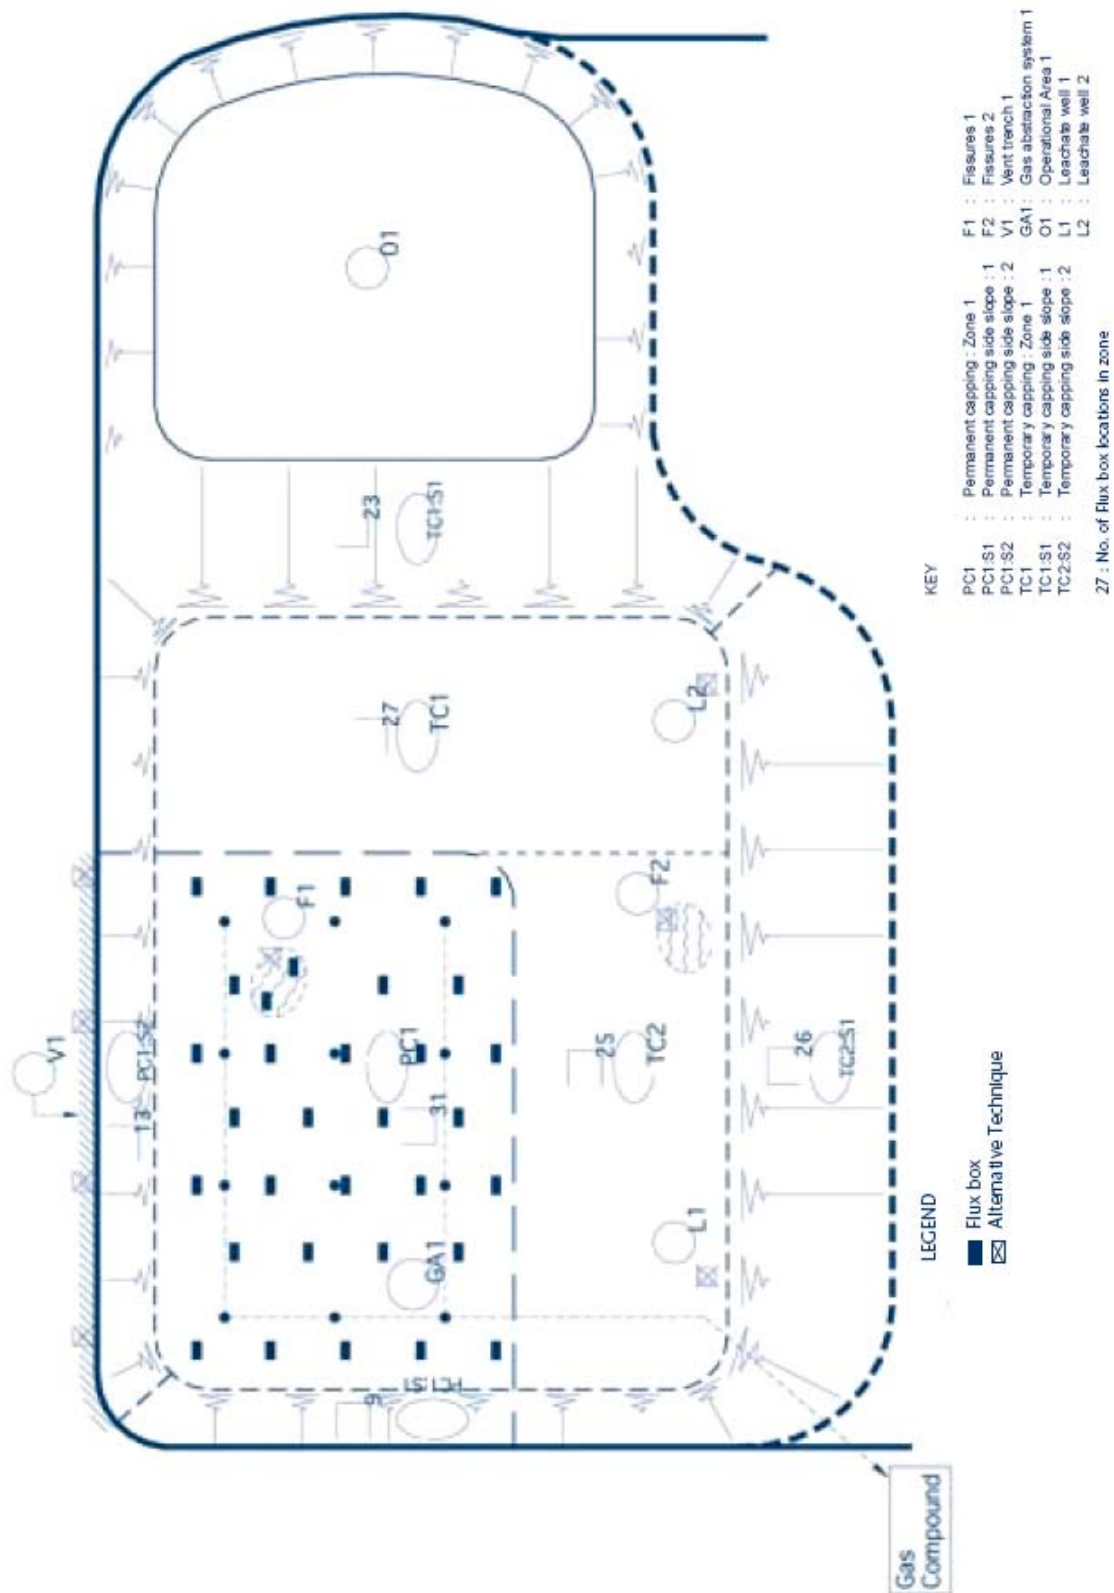 V1
PC1:S2
13
F1
PC1
31
GA1
PC1:S1
9
27
TC1
L2
F2
25
TC2
26
TC2:S1
L1
23
TC1:S1
O1
Gas
Compound
LEGEND
Flux box
Alternative Technique
KEY
PC1 : Permanent capping : Zone 1
PC1:S1 : Permanent capping side slope : 1
PC1:S2 : Permanent capping side slope : 2
TC1 : Temporary capping : Zone 1
TC1:S1 : Temporary capping side slope : 1
TC2:S2 : Temporary capping side slope : 2
F1 : Fissures 1
F2 : Fissures 2
V1 : Vent trench 1
GA1 : Gas abstraction system 1
O1 : Operational Area 1
L1 : Leachate well 1
L2 : Leachate well 2
27 : No. of Flux box locations in zone